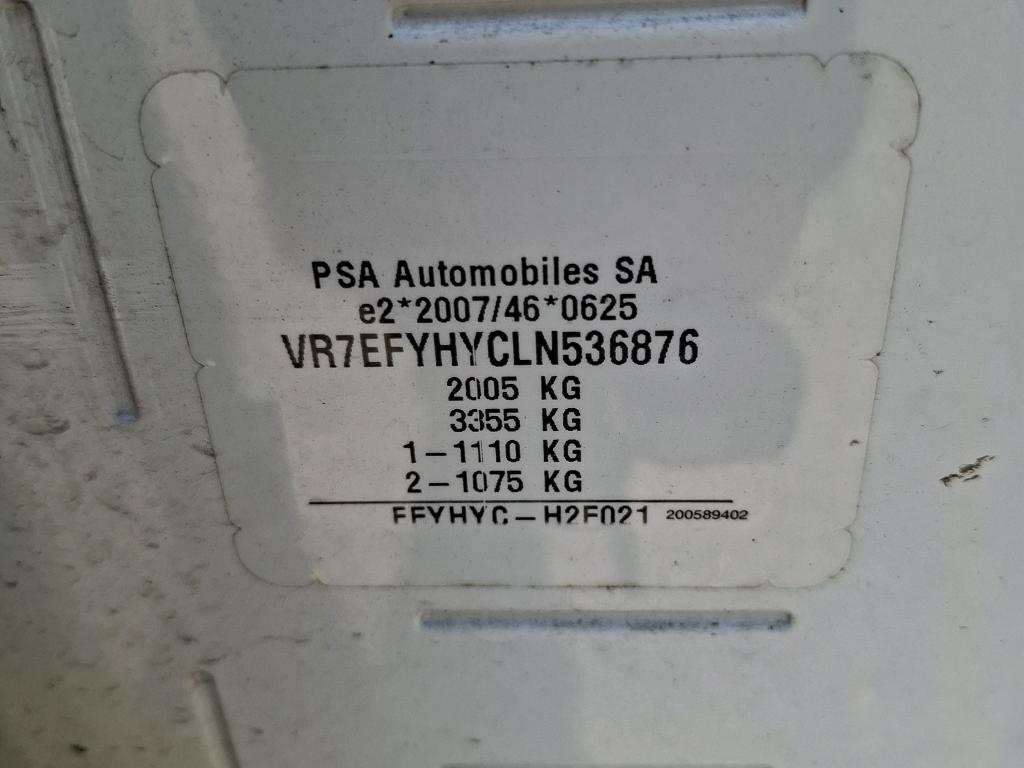 PSA Automobiles SA
e2*2007/46*0625
VR7EFYHYCLN536876
2005 KG
3355 KG
1-1110 KG
2-1075 KG
EFYHYC-H2F021 200589402